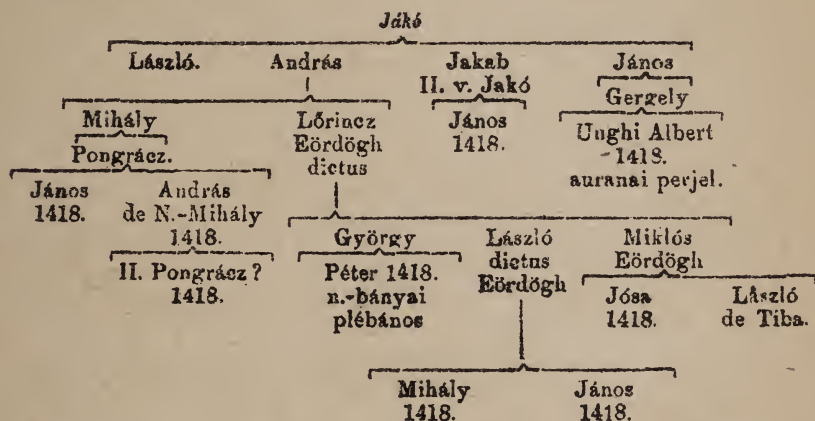 Jákó
László. András Jakab János
II. v. Jakó Gergely
Mihály Lőrincz János Unghi Albert
Pongrácz. Eördögh 1418. 1418.
dictus auranai perjel.
János András
1418. de N.-Mihály
1418. György László Miklós
II. Pongrácz? Péter 1418. dictus Eördögh
1418. n.-bányai Eördögh Jósa László
plébános 1418. de Tiba.
Mihály János
1418. 1418.